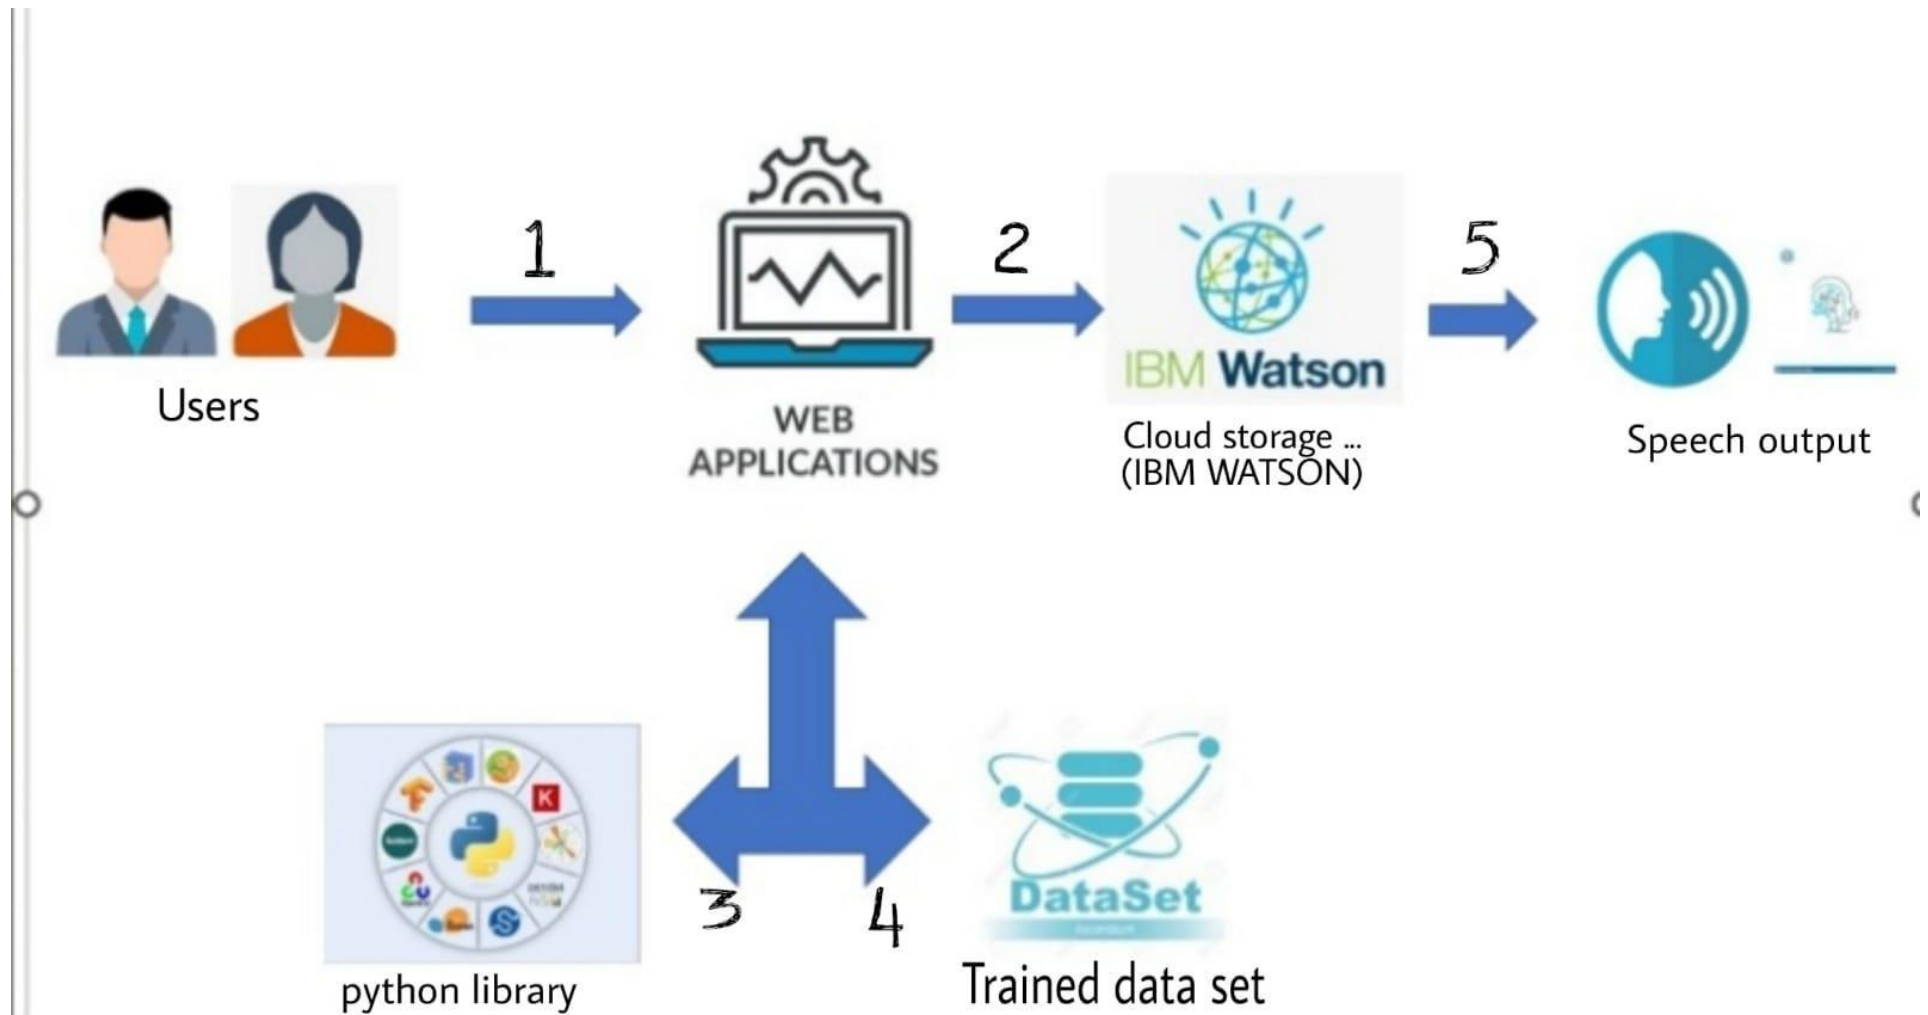 1
2
5
IBM Watson
Users
WEB
APPLICATIONS
Cloud storage ...
(IBM WATSON)
Speech output
K
3
4
DataSet
python library
Trained data set